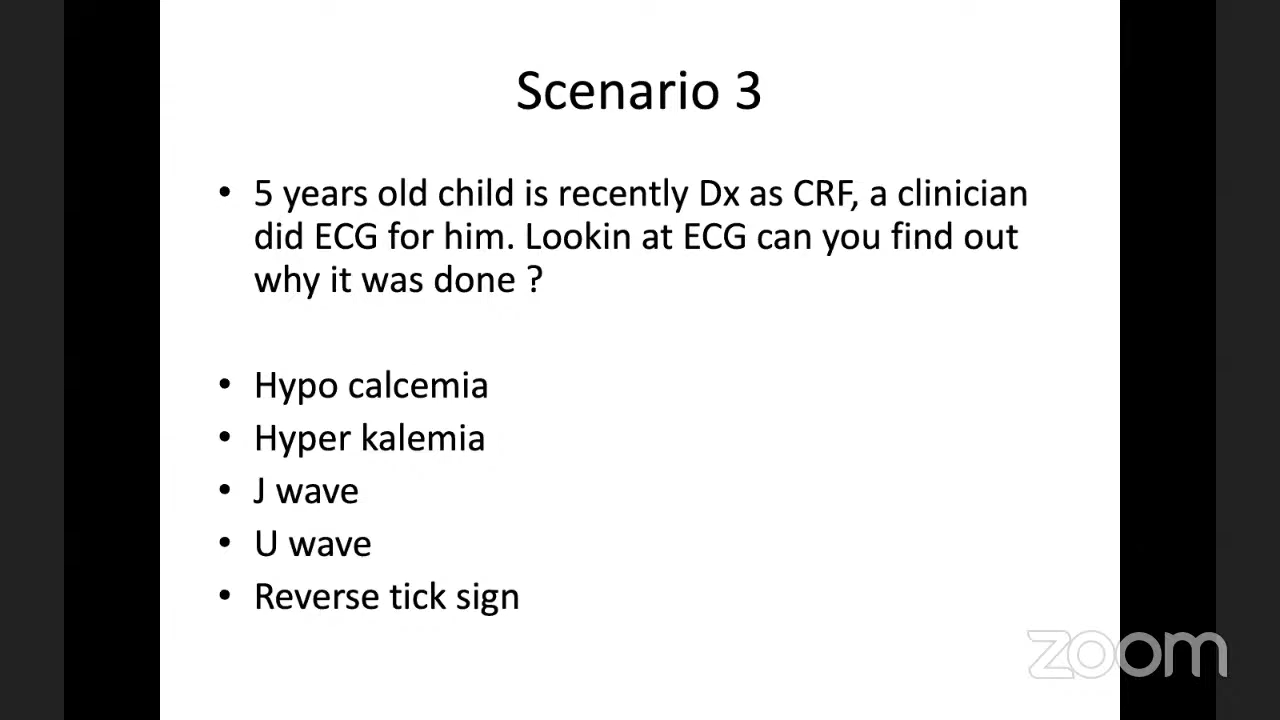 Scenario 3
• 5 years old child is recently Dx as CRF, a clinician
did ECG for him. Lookin at ECG can you find out
why it was done ?
• Hypo calcemia
• Hyper kalemia
• J wave
• U wave
• Reverse tick sign
zoom